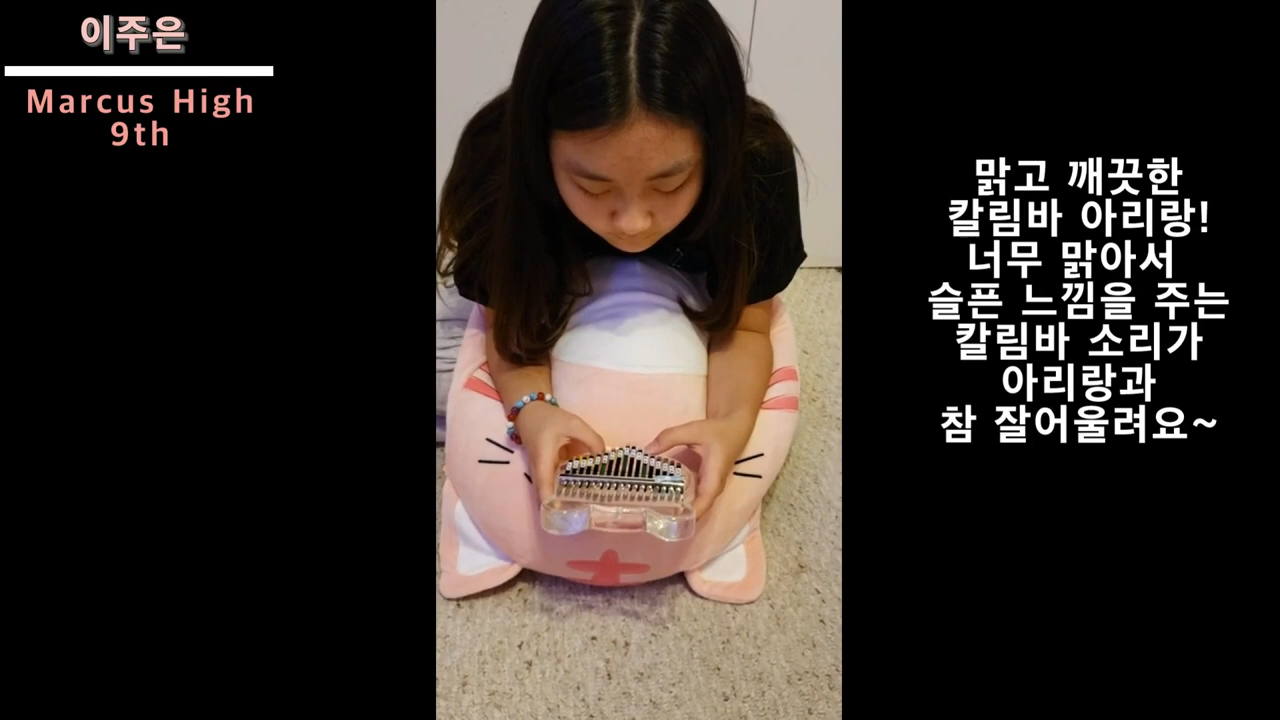 이주은
Marcus High
9th
맑고 깨끗한
칼림바 아리랑!
너무 맑아서
슬픈 느낌을 주는
칼림바 소리가
아리랑과
참 잘어울려요~